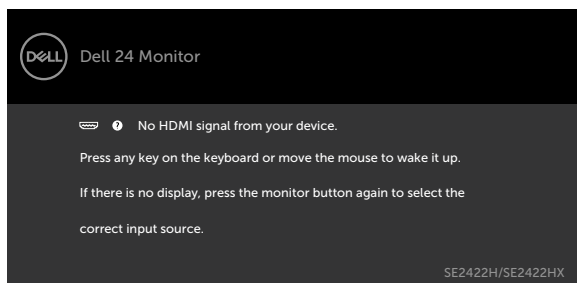 DELL
Dell 24 Monitor
No HDMI signal from your device.
Press any key on the keyboard or move the mouse to wake it up.
If there is no display, press the monitor button again to select the
correct input source.
SE2422H/SE2422HX